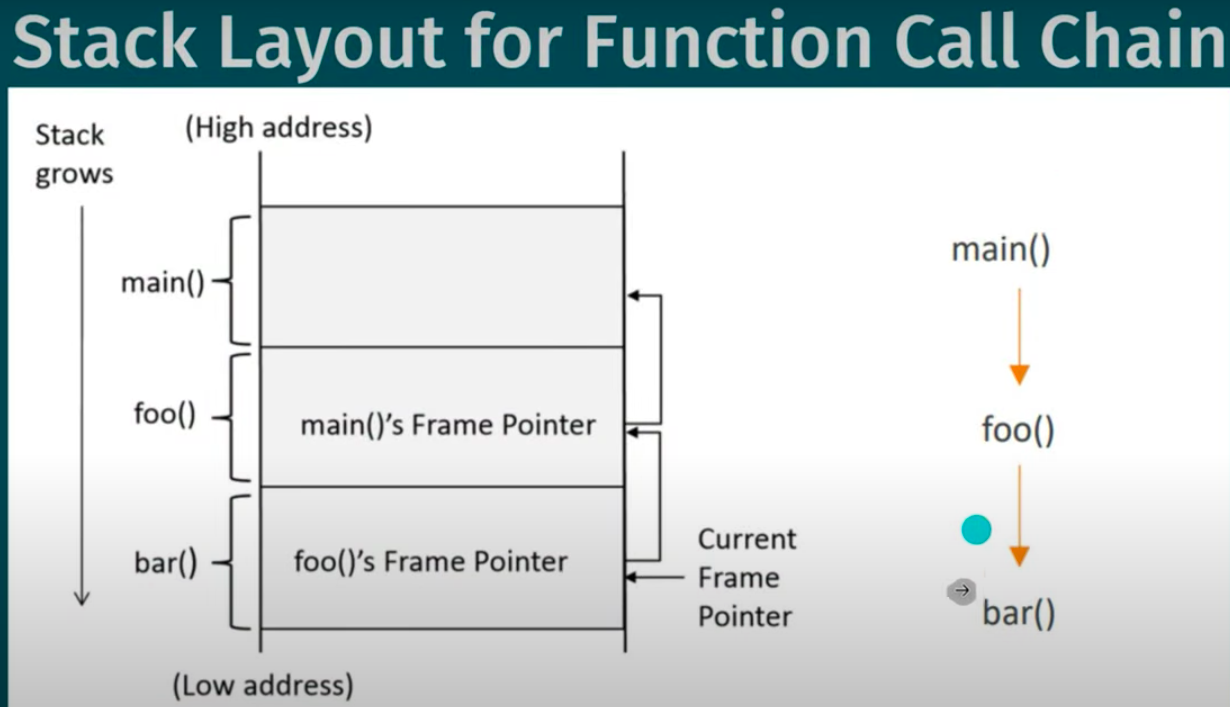 Stack Layout for Function Call Chain
(High address)
Stack
grows
main()
foo()
main()'s Frame Pointer
bar()
foo()'s Frame Pointer
Current
Frame
Pointer
(Low address)
main()
foo()
bar()